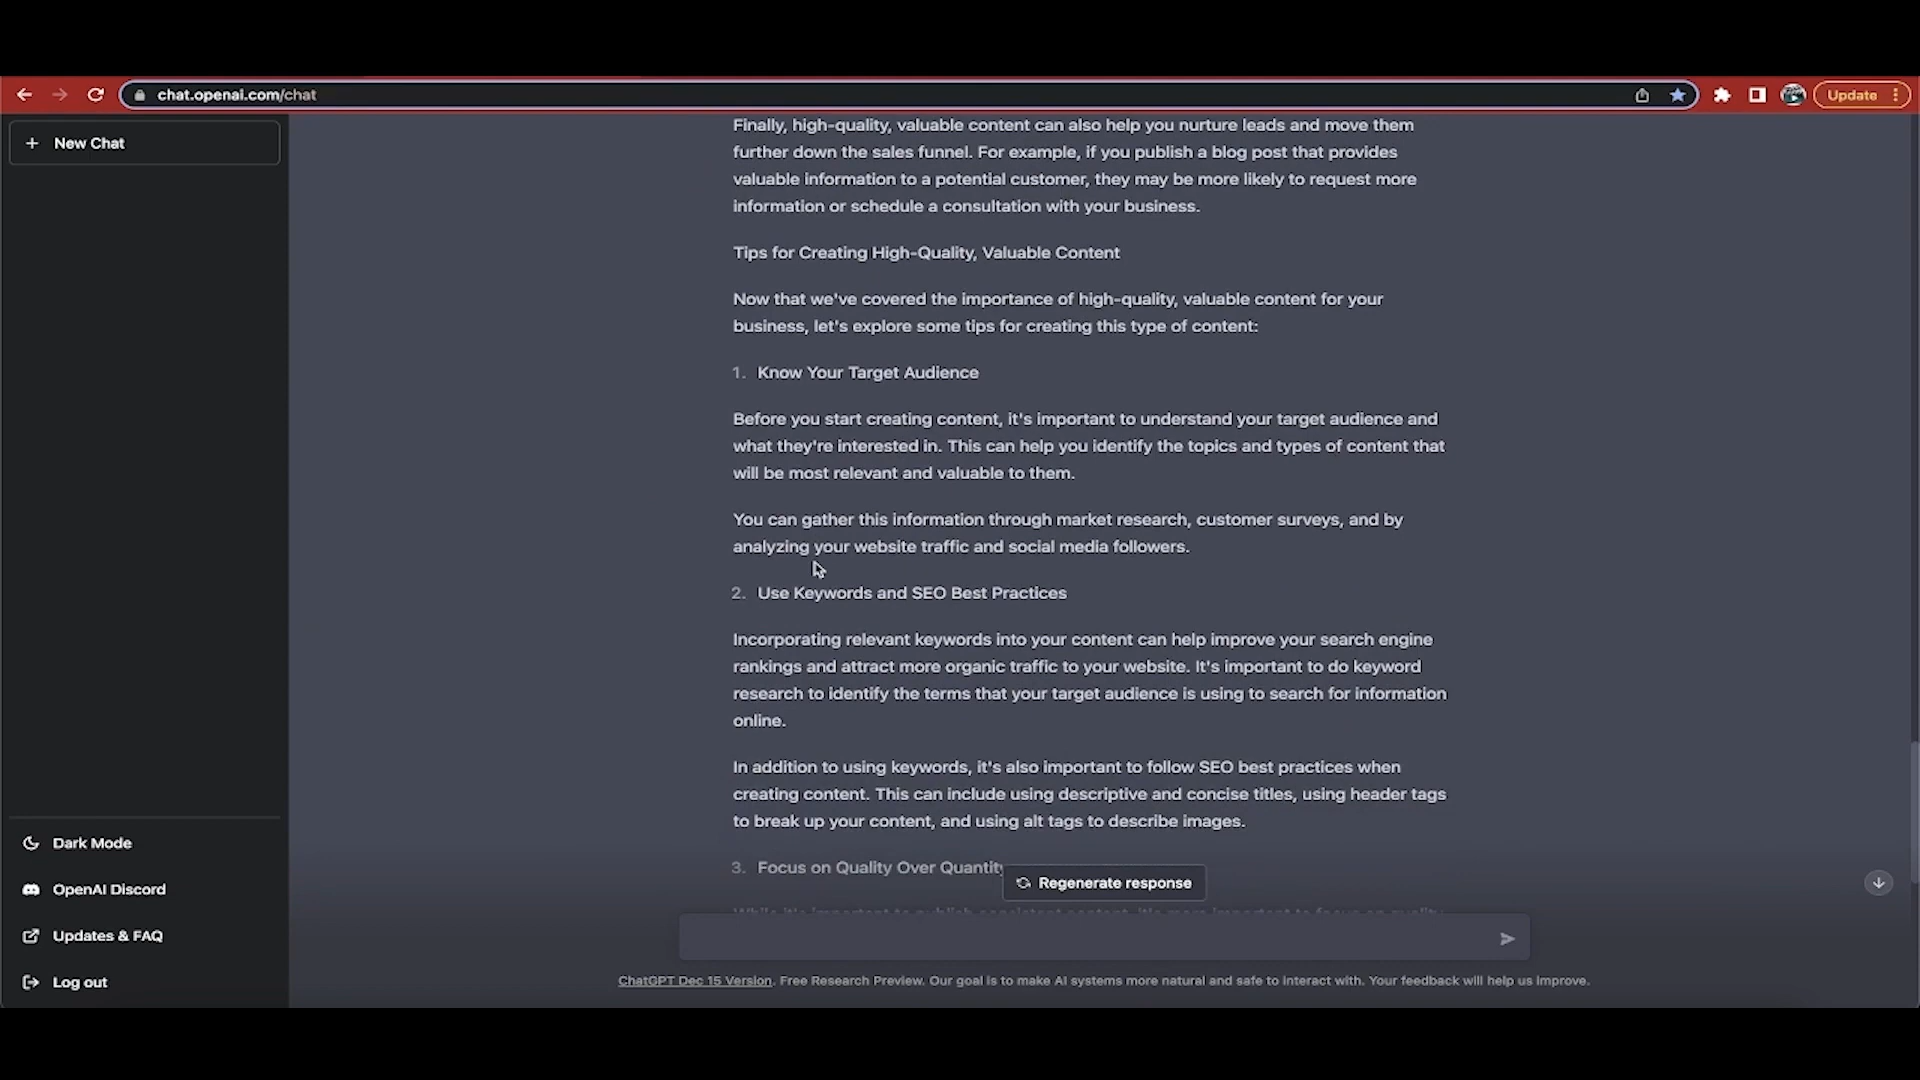 chat.openai.com/chat
Update
New Chat
Finally, high-quality, valuable content can also help you nurture leads and move them
further down the sales funnel. For example, if you publish a blog post that provides
valuable information to a potential customer, they may be more likely to request more
information or schedule a consultation with your business.
Tips for Creating High-Quality, Valuable Content
Now that we've covered the importance of high-quality, valuable content for your
business, let's explore some tips for creating this type of content:
1. Know Your Target Audience
Before you start creating content, it's important to understand your target audience and
what they're interested in. This can help you identify the topics and types of content that
will be most relevant and valuable to them.
You can gather this information through market research, customer surveys, and by
analyzing your website traffic and social media followers.
2. Use Keywords and SEO Best Practices
Incorporating relevant keywords into your content can help improve your search engine
rankings and attract more organic traffic to your website. It's important to do keyword
research to identify the terms that your target audience is using to search for information
online.
In addition to using keywords, it's also important to follow SEO best practices when
creating content. This can include using descriptive and concise titles, using header tags
to break up your content, and using alt tags to describe images.
3. Focus on Quality Over Quantity
Regenerate response
While it's important to publish consistent content, it's more important to focus on quality
Dark Mode
OpenAI Discord
Updates & FAQ
Log out
ChatGPT Dec 15 Version. Free Research Preview. Our goal is to make AI systems more natural and safe to interact with. Your feedback will help us improve.